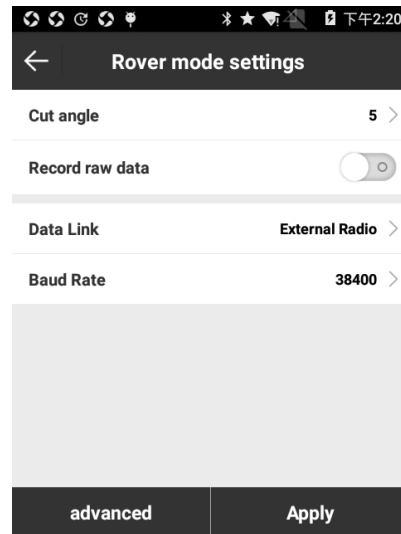 下午2:20
Rover mode settings
Cut angle 5
Record raw data
Data Link External Radio
Baud Rate 38400
advanced Apply